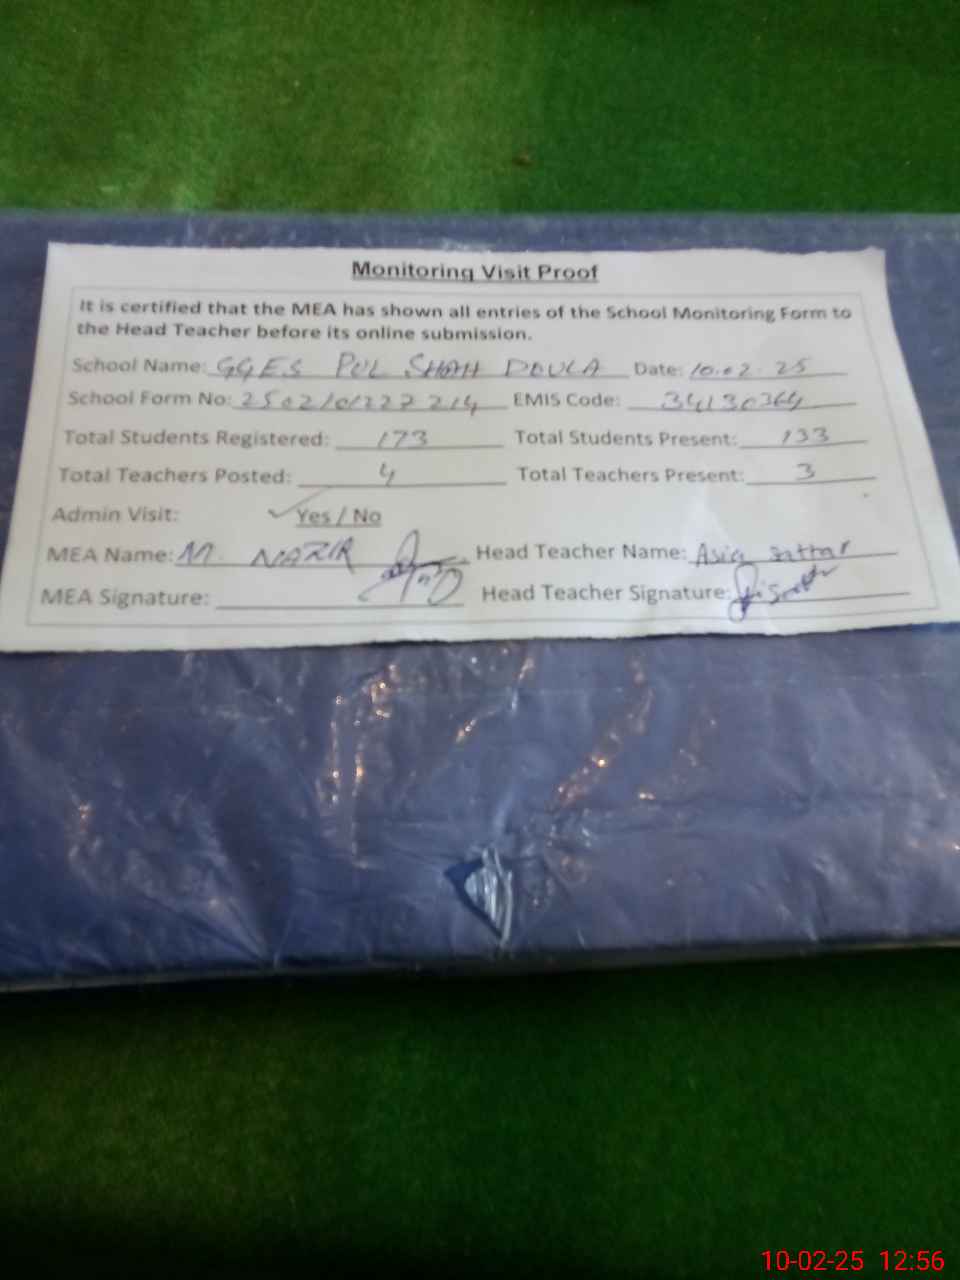 Monitoring Visit Proof
It is certified that the MEA has shown all entries of the School Monitoring Form to
the Head Teacher before its online submission.
School Name: GGES PUL SHAH DOULA Date: 10.02.25
School Form No: 2502101227214 EMIS Code: 34130364
Total Students Registered: 173 Total Students Present: 133
Total Teachers Posted: 4 Total Teachers Present: 3
Admin Visit: ✓ Yes / No
MEA Name: M. NAZIR Head Teacher Name: Asia sattar
MEA Signature: Head Teacher Signature:
10-02-25 12:56